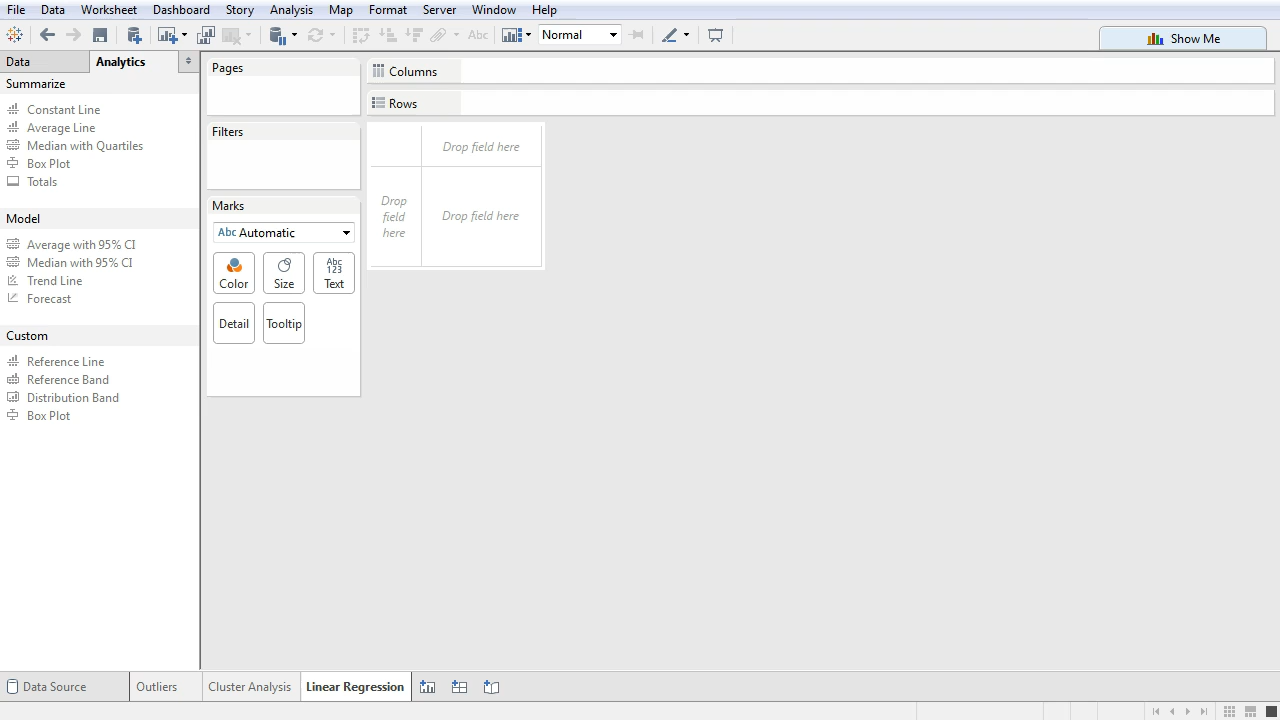 File Data Worksheet Dashboard Story Analysis Map Format Server Window Help
Abc Normal Show Me
Data Analytics
Summarize
Constant Line
Average Line
Median with Quartiles
Box Plot
Totals
Model
Average with 95% CI
Median with 95% CI
Trend Line
Forecast
Custom
Reference Line
Reference Band
Distribution Band
Box Plot
Pages
Filters
Marks
Abc Automatic
Color Size Abc 123 Text
Detail Tooltip
Columns
Rows
Drop field here
Drop
field
here
Drop field here
Data Source Outliers Cluster Analysis Linear Regression